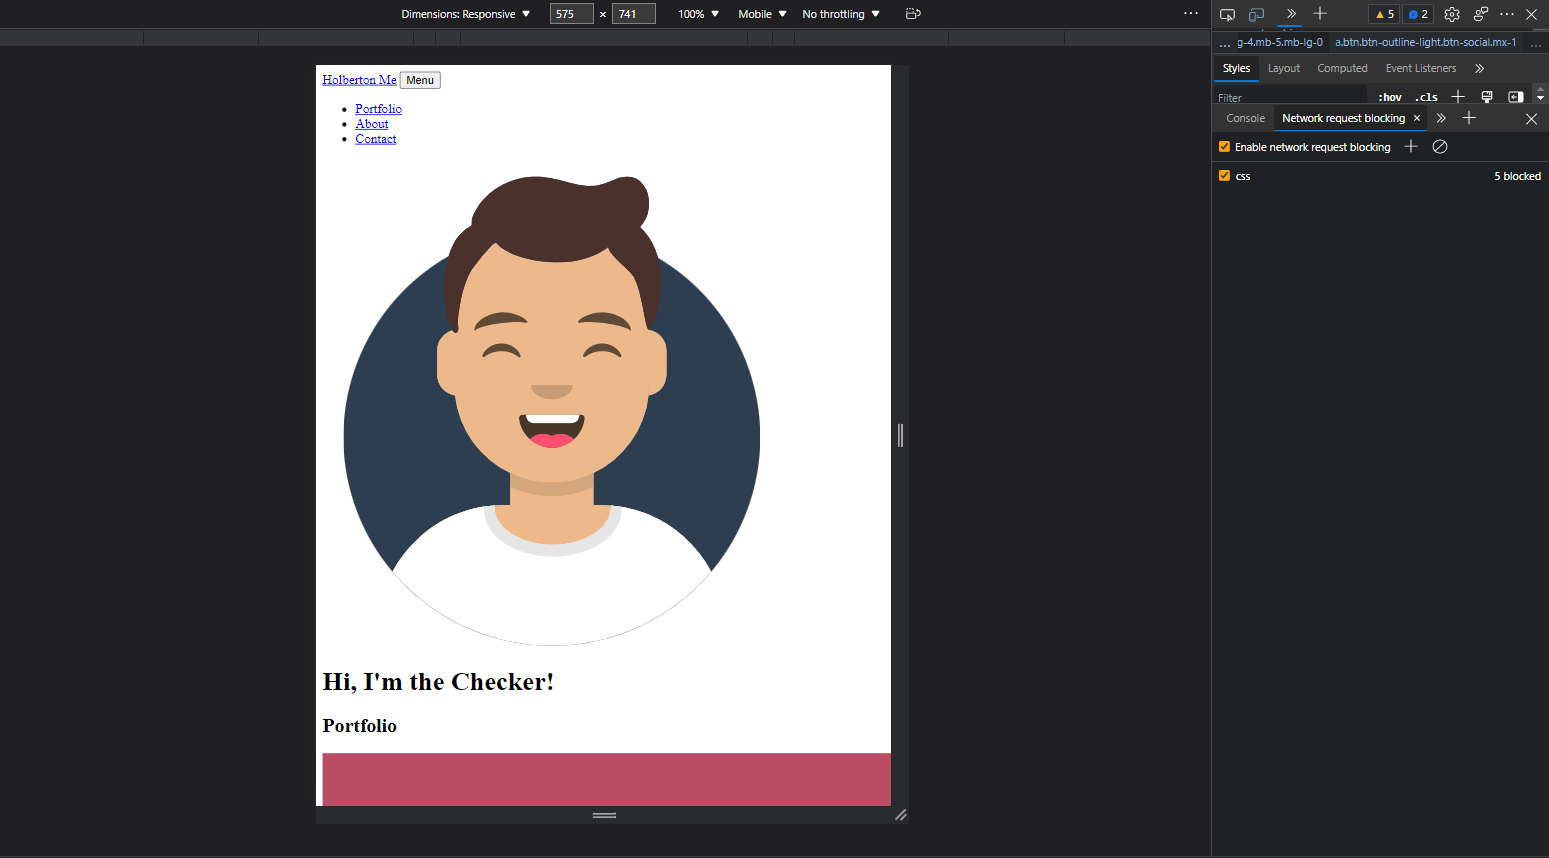 Dimensions: Responsive ▼ 575 × 741 100% ▼ Mobile ▼ No throttling ▼ ...
5 2 ...
... g-4.mb-5.mb-lg-0 a.btn.btn-outline-light.btn-social.mx-1 ...
Styles Layout Computed Event Listeners
Filter :hov .cls
Console Network request blocking ×
Enable network request blocking
css 5 blocked
Holberton Me Menu
• Portfolio
• About
• Contact
Hi, I'm the Checker!
Portfolio